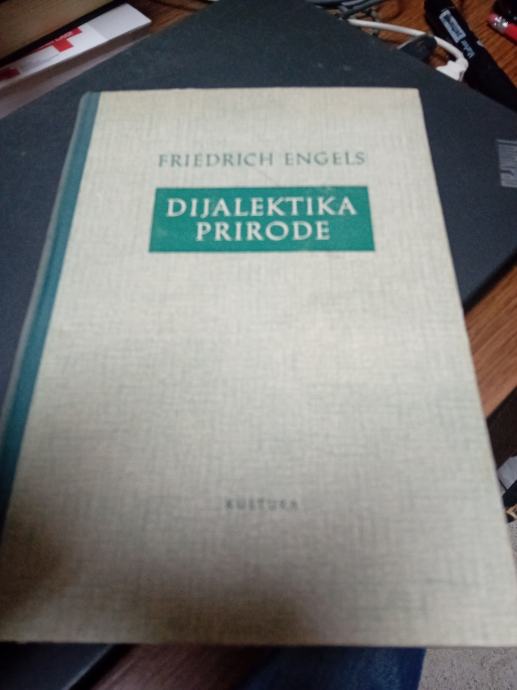 FRIEDRICH ENGELS
DIJALEKTIKA
PRIRODE
KULTURA